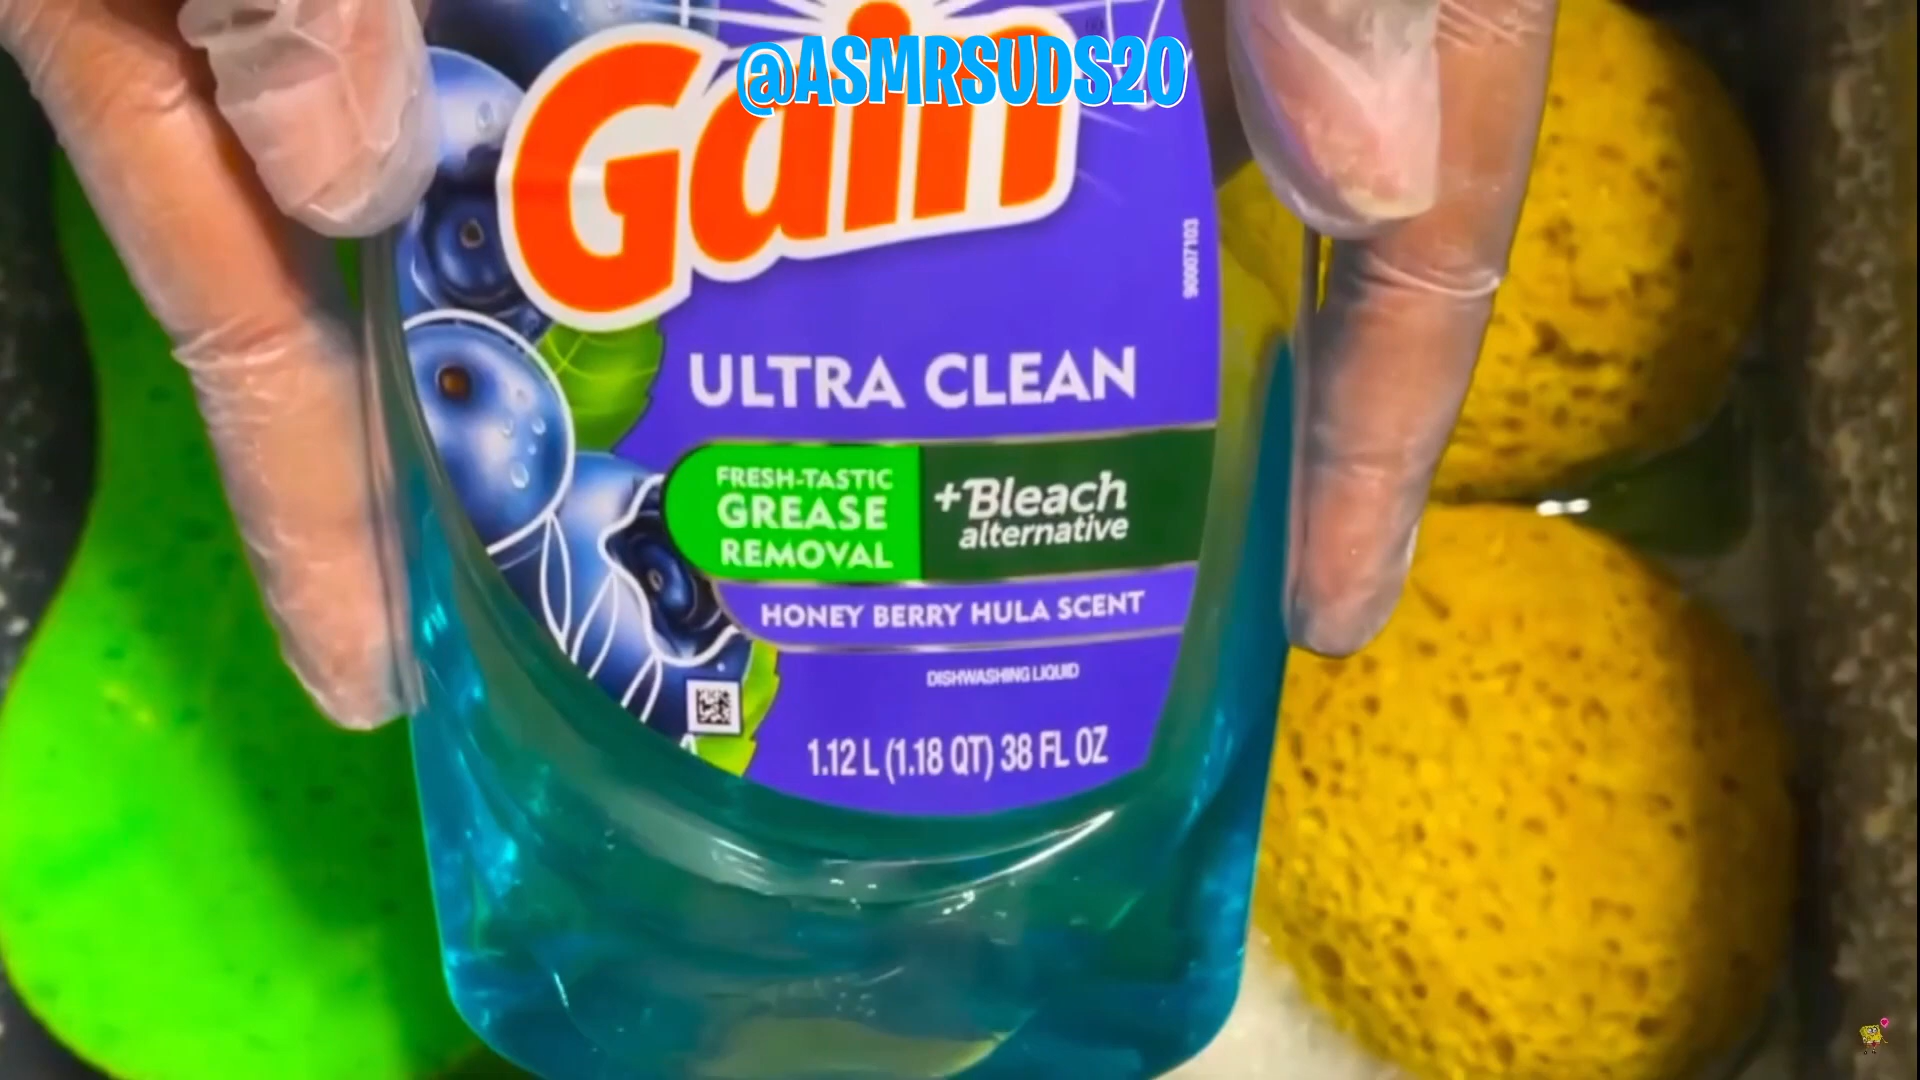 @ASMRSUDS20
Gain
90007103
ULTRA CLEAN
FRESH-TASTIC
GREASE
REMOVAL
+Bleach
alternative
HONEY BERRY HULA SCENT
DISHWASHING LIQUID
1.12 L (1.18 QT) 38 FL OZ